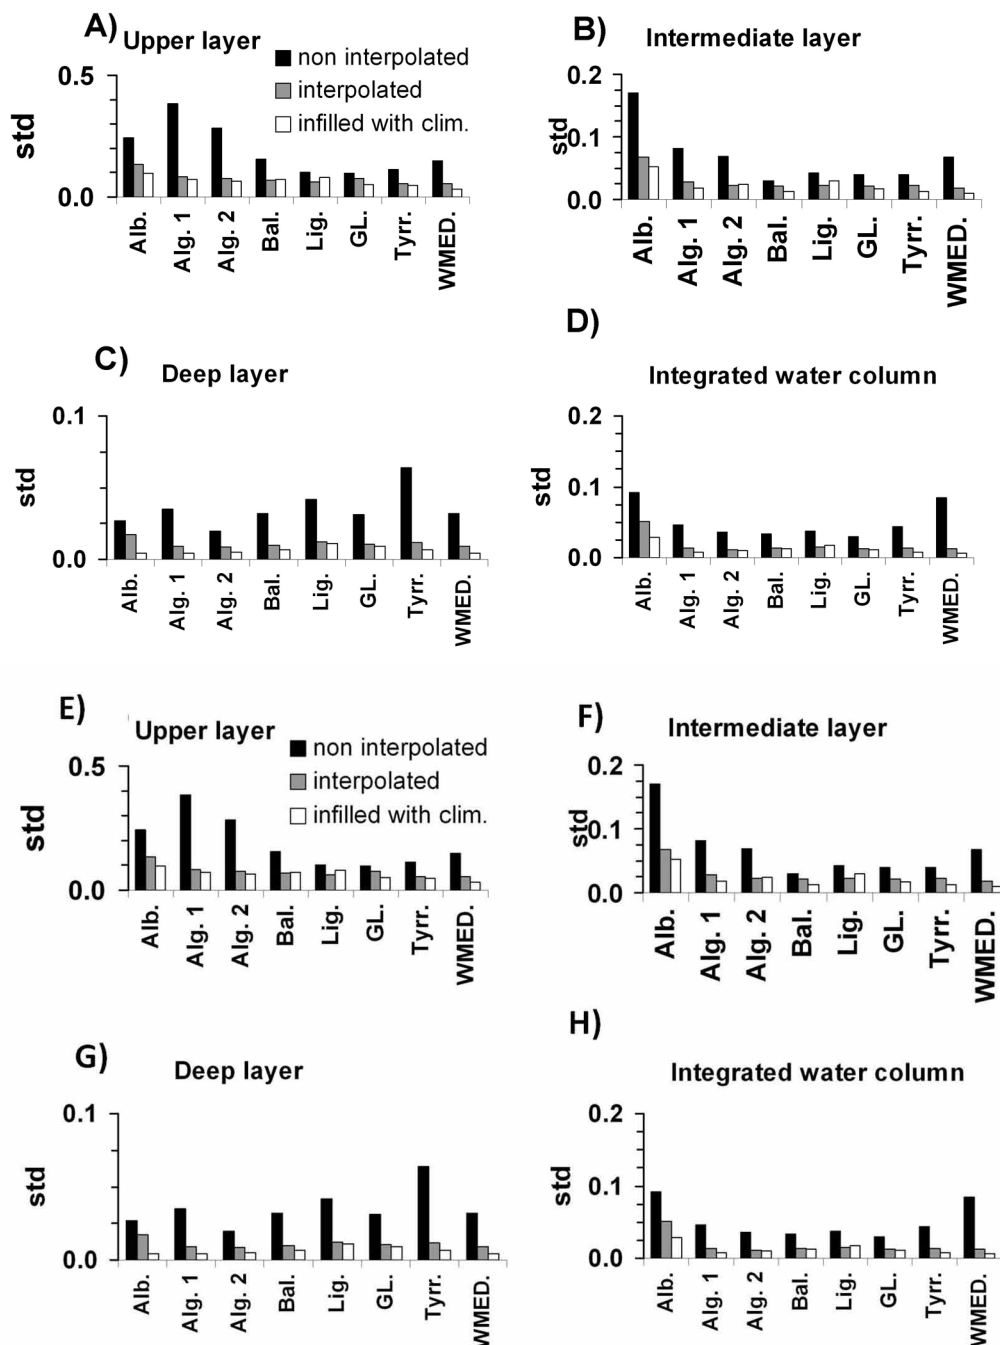 A) Upper layer
non interpolated
interpolated
infilled with clim.
0.5
std
0.0
Alb. Alg. 1 Alg. 2 Bal. Lig. GL. Tyrr. WMED.
B) Intermediate layer
0.2
std
0.1
0.0
Alb. Alg. 1 Alg. 2 Bal. Lig. GL. Tyrr. WMED.
C) Deep layer
0.1
std
0.0
Alb. Alg. 1 Alg. 2 Bal. Lig. GL. Tyrr. WMED.
D)
Integrated water column
0.2
std
0.1
0.0
Alb. Alg. 1 Alg. 2 Bal. Lig. GL. Tyrr. WMED.
E) Upper layer
non interpolated
interpolated
infilled with clim.
0.5
std
0.0
Alb. Alg. 1 Alg. 2 Bal. Lig. GL. Tyrr. WMED.
F) Intermediate layer
0.2
std
0.1
0.0
Alb. Alg. 1 Alg. 2 Bal. Lig. GL. Tyrr. WMED.
G) Deep layer
0.1
std
0.0
Alb. Alg. 1 Alg. 2 Bal. Lig. GL. Tyrr. WMED.
H)
Integrated water column
0.2
std
0.1
0.0
Alb. Alg. 1 Alg. 2 Bal. Lig. GL. Tyrr. WMED.